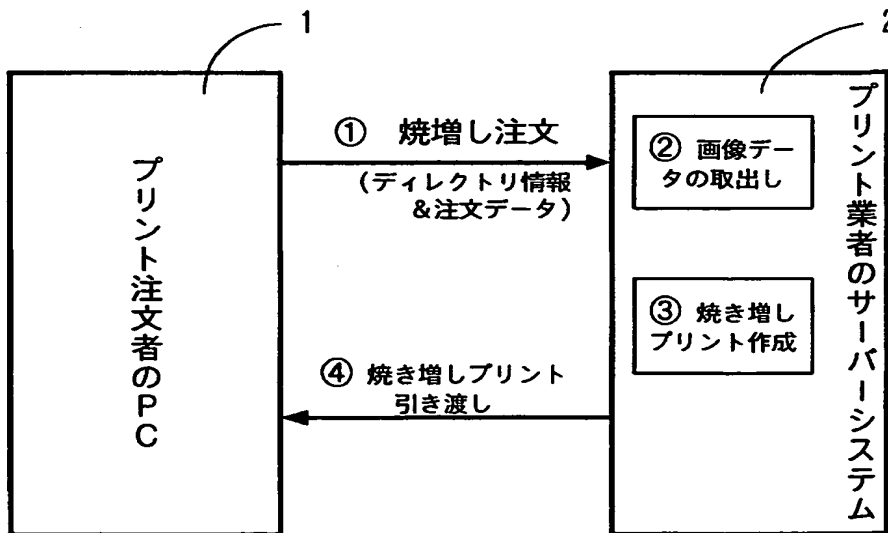 1
2
プリント注文者のPC
① 焼増し注文
(ディレクトリ情報
&注文データ)
② 画像デー
タの取出し
③ 焼き増し
プリント作成
④ 焼き増しプリント
引き渡し
プリント業者のサーバーシステム